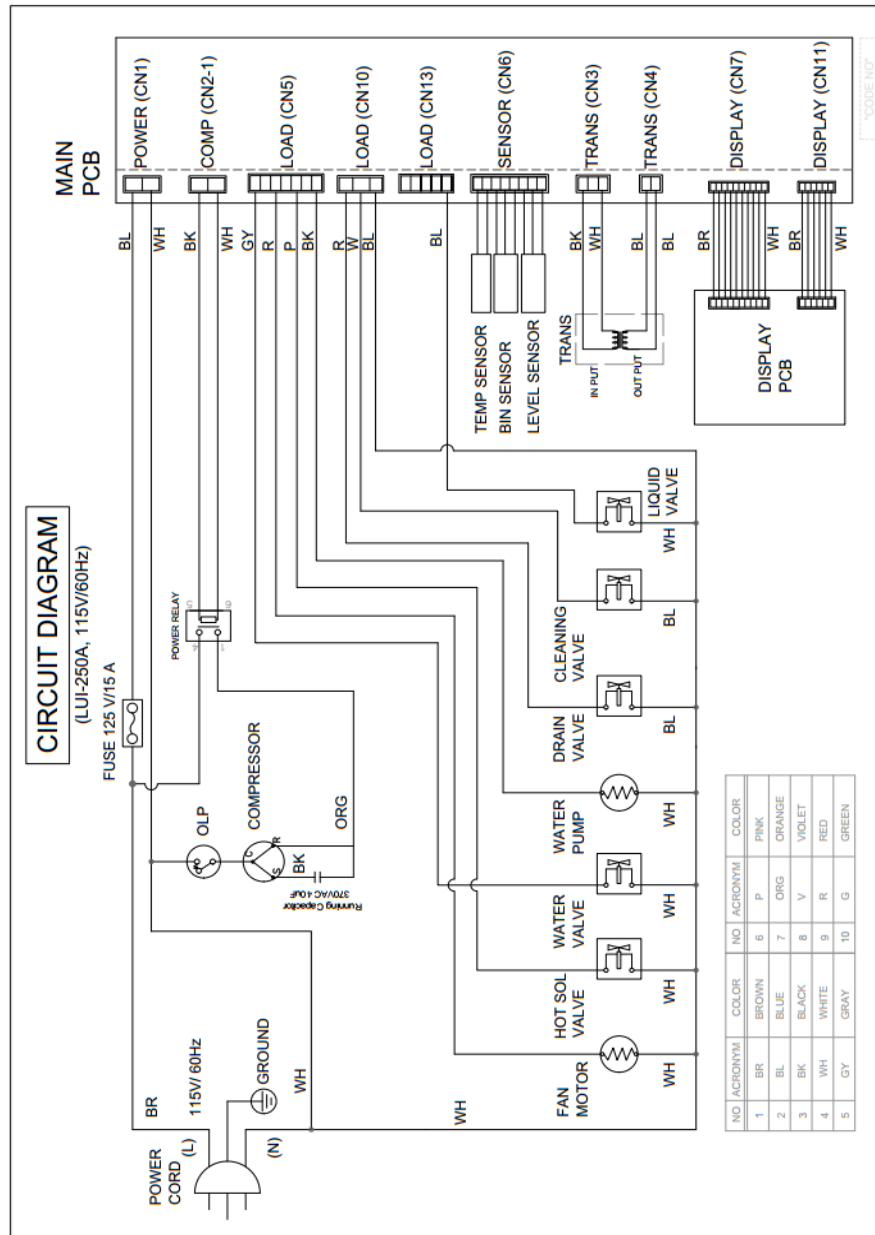 CIRCUIT DIAGRAM
(LUI-250A, 115V/60Hz)
MAIN
PCB
POWER (CN1)
COMP (CN2-1)
LOAD (CN5)
LOAD (CN10)
LOAD (CN13)
SENSOR (CN6)
TRANS (CN3)
TRANS (CN4)
DISPLAY (CN7)
DISPLAY (CN11)
"CODE NO"
BL
WH
BK
WH
GY
R
P
BK
R
W
BL
BL
BK
WH
BL
BL
BR
WH
BR
WH
TEMP SENSOR
BIN SENSOR
LEVEL SENSOR
TRANS
IN PUT
OUT PUT
DISPLAY
PCB
FUSE 125 V/15 A
POWER RELAY
OLP
COMPRESSOR
C
R
S
BK
ORG
Running Capacitor
370VAC 40uF
POWER
CORD
(L)
(N)
BR
115V/ 60Hz
GROUND
WH
WH
FAN
MOTOR
WH
HOT SOL
VALVE
WH
WATER
VALVE
WH
WATER
PUMP
WH
DRAIN
VALVE
BL
CLEANING
VALVE
BL
LIQUID
VALVE
WH
NO ACRONYM COLOR NO ACRONYM COLOR
1 BR BROWN 6 P PINK
2 BL BLUE 7 ORG ORANGE
3 BK BLACK 8 V VIOLET
4 WH WHITE 9 R RED
5 GY GRAY 10 G GREEN